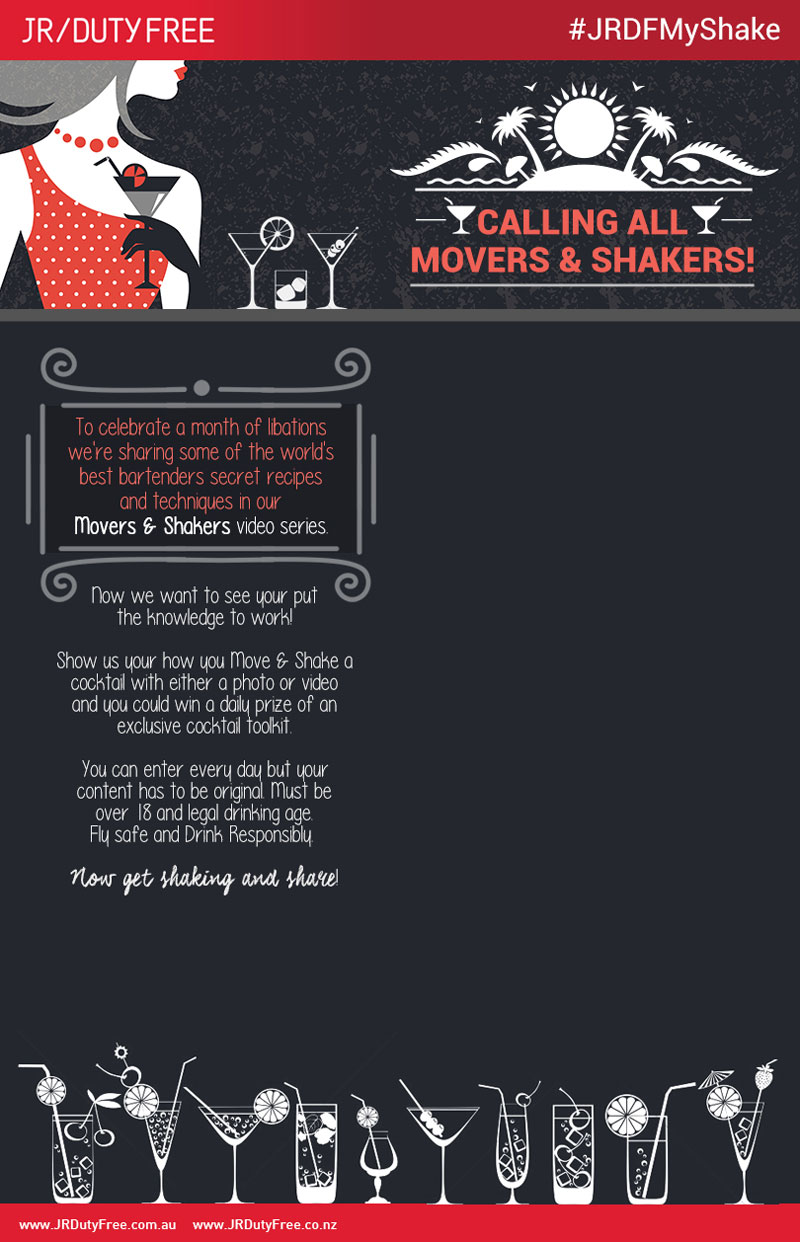 JR/DUTY FREE
#JRDFMyShake
CALLING ALL
MOVERS & SHAKERS!
To celebrate a month of libations
we're sharing some of the world's
best bartenders secret recipes
and techniques in our
Movers & Shakers video series.
Now we want to see your put
the knowledge to work!
Show us your how you Move & Shake a
cocktail with either a photo or video
and you could win a daily prize of an
exclusive cocktail toolkit.
You can enter every day but your
content has to be original. Must be
over 18 and legal drinking age.
Fly safe and Drink Responsibly.
Now get shaking and share!
www.JRDutyFree.com.au www.JRDutyFree.co.nz